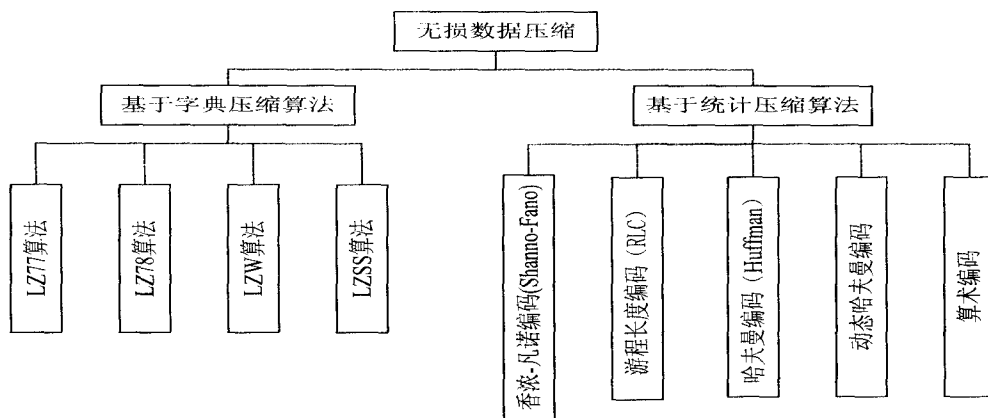 无损数据压缩
基于字典压缩算法
基于统计压缩算法
LZ77算法
LZ78算法
LZW算法
LZSS算法
香浓-凡诺编码(Shanno-Fano)
游程长度编码（RLC）
哈夫曼编码（Huffman）
动态哈夫曼编码
算术编码